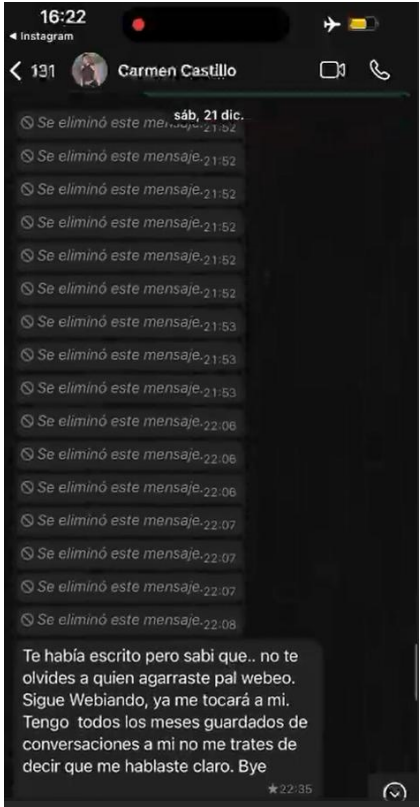 16:22
Instagram
131 Carmen Castillo
sáb, 21 dic.
Se eliminó este mensaje. 21:52
Se eliminó este mensaje. 21:52
Se eliminó este mensaje. 21:52
Se eliminó este mensaje. 21:52
Se eliminó este mensaje. 21:52
Se eliminó este mensaje. 21:52
Se eliminó este mensaje. 21:53
Se eliminó este mensaje. 21:53
Se eliminó este mensaje. 21:53
Se eliminó este mensaje. 22:06
Se eliminó este mensaje. 22:06
Se eliminó este mensaje. 22:06
Se eliminó este mensaje. 22:07
Se eliminó este mensaje. 22:07
Se eliminó este mensaje. 22:07
Se eliminó este mensaje. 22:08
Te había escrito pero sabi que.. no te
olvides a quien agarraste pal webeo.
Sigue Webiando, ya me tocará a mi.
Tengo todos los meses guardados de
conversaciones a mi no me trates de
decir que me hablaste claro. Bye
22:35